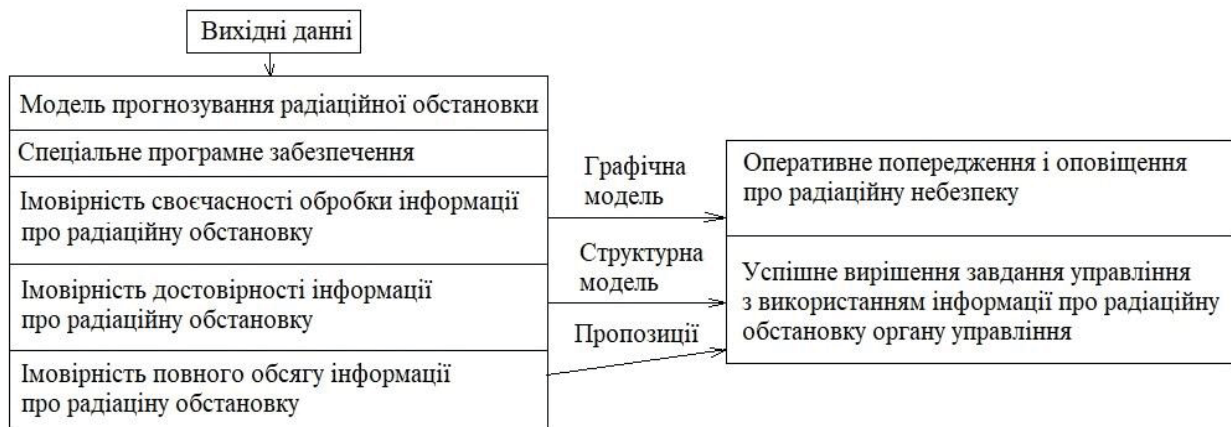 Вихідні данні
Модель прогнозування радіаційної обстановки
Спеціальне програмне забезпечення
Імовірність своєчасності обробки інформації
про радіаційну обстановку
Імовірність достовірності інформації
про радіаційну обстановку
Імовірність повного обсягу інформації
про радіаціну обстановку
Графічна
модель
Структурна
модель
Пропозиції
Оперативне попередження і оповіщення
про радіаційну небезпеку
Успішне вирішення завдання управління
з використанням інформації про радіаційну
обстановку органу управління